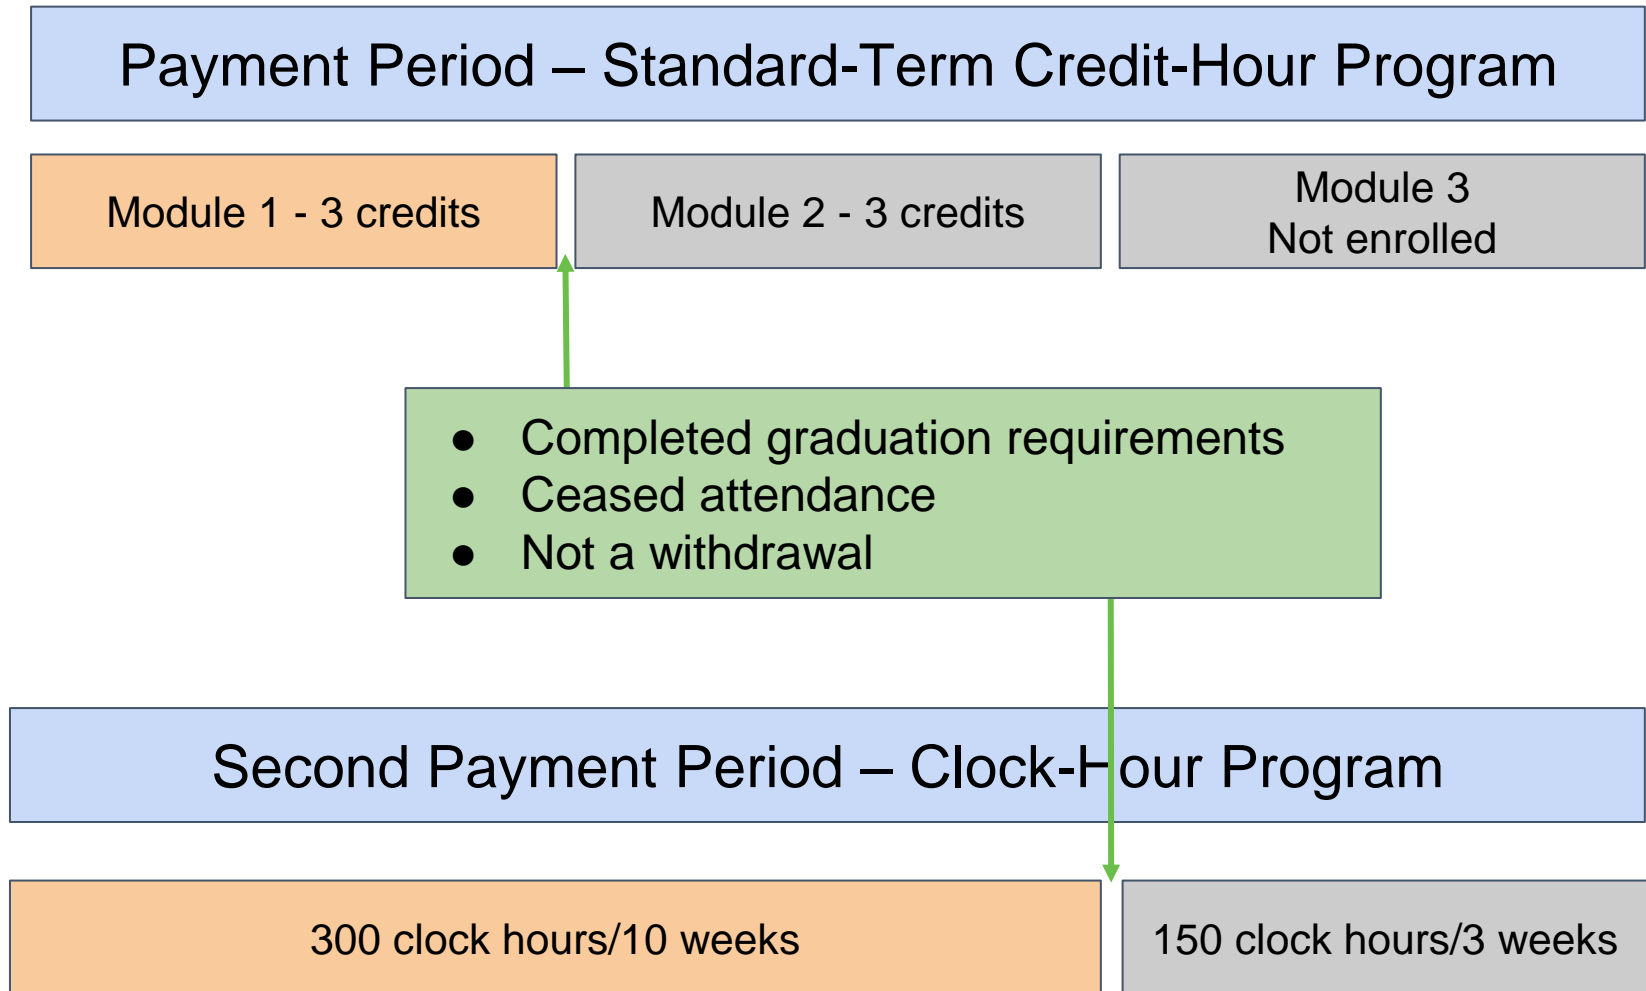 Payment Period – Standard-Term Credit-Hour Program
Module 1 - 3 credits
Module 2 - 3 credits
Module 3
Not enrolled
● Completed graduation requirements
● Ceased attendance
● Not a withdrawal
Second Payment Period – Clock-Hour Program
300 clock hours/10 weeks
150 clock hours/3 weeks